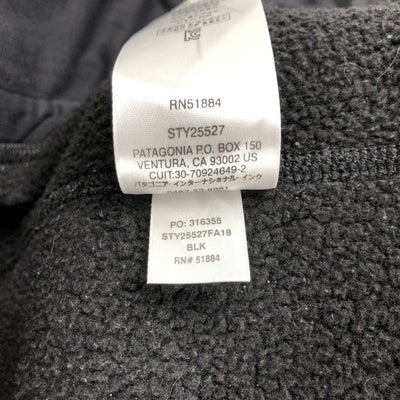 RN51884
STY25527
PATAGONIA P.O. BOX 150
VENTURA, CA 93002 US
CUIT:30-70924649-2
パタゴニア・インターナショナル・インク
PO: 316355
STY25527FA18
BLK
RN# 51884